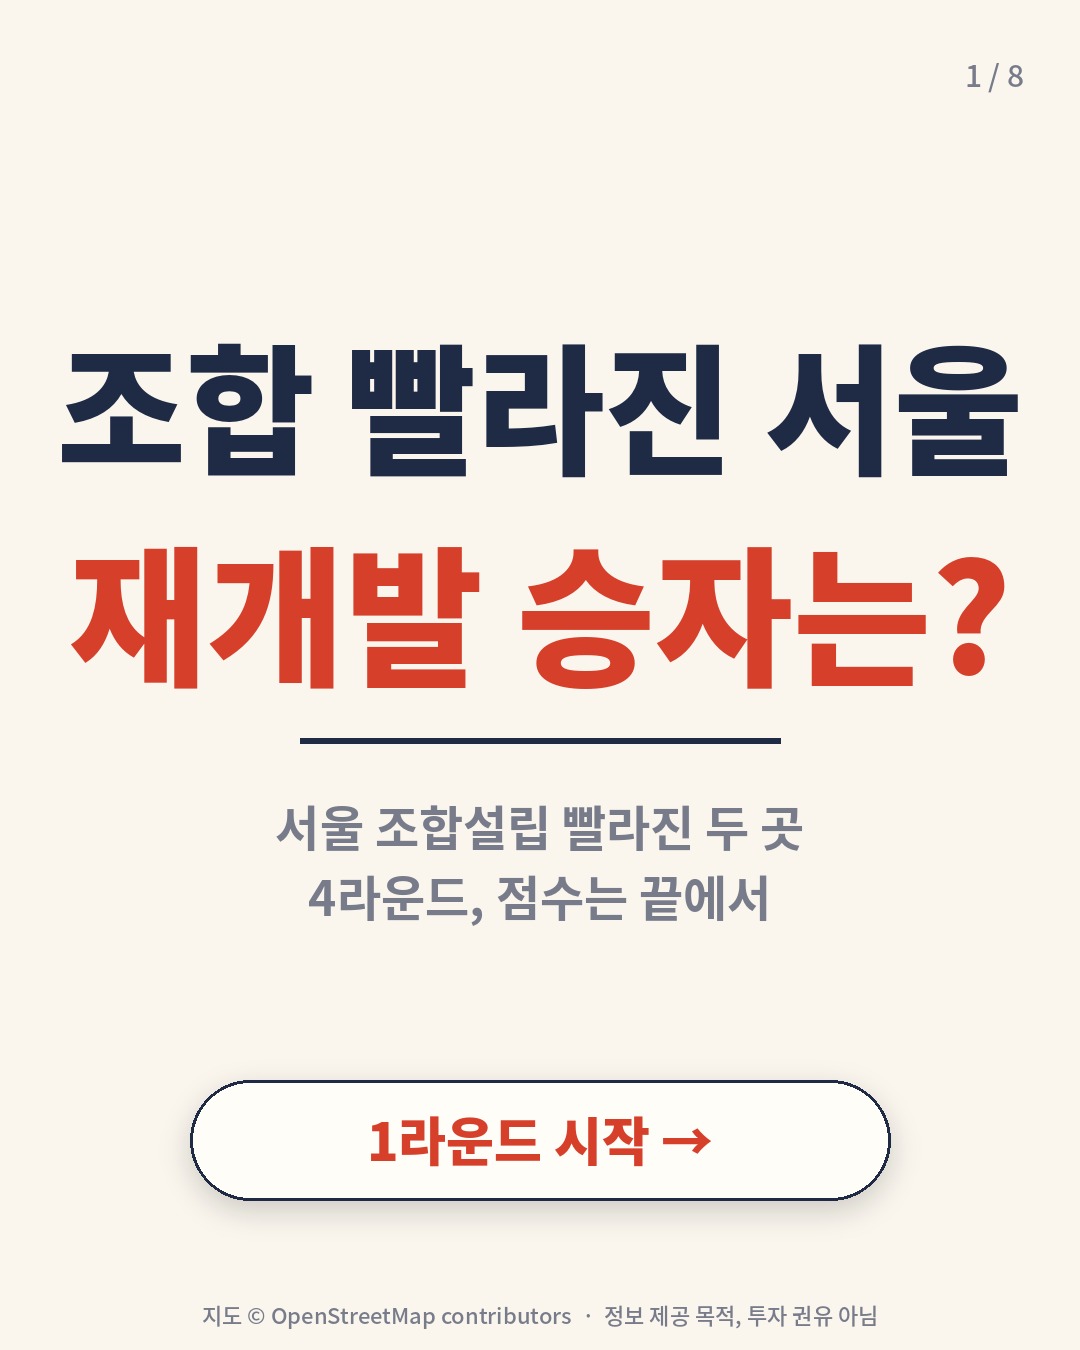 1 / 8
조합 빨라진 서울
재개발 승자는?
서울 조합설립 빨라진 두 곳
4라운드, 점수는 끝에서
1라운드 시작 →
지도 © OpenStreetMap contributors · 정보 제공 목적, 투자 권유 아님